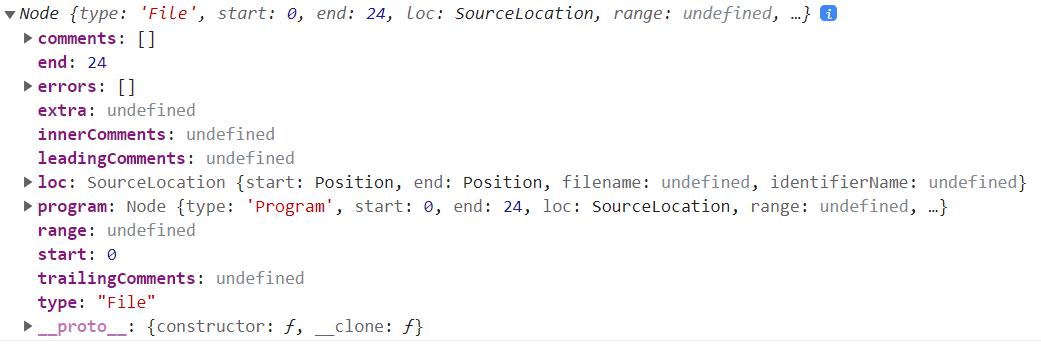 ▼Node {type: 'File', start: 0, end: 24, loc: SourceLocation, range: undefined, …} i
▶comments: []
end: 24
▶errors: []
extra: undefined
innerComments: undefined
leadingComments: undefined
▶loc: SourceLocation {start: Position, end: Position, filename: undefined, identifierName: undefined}
▶program: Node {type: 'Program', start: 0, end: 24, loc: SourceLocation, range: undefined, …}
range: undefined
start: 0
trailingComments: undefined
type: "File"
▶__proto__: {constructor: ƒ, __clone: ƒ}